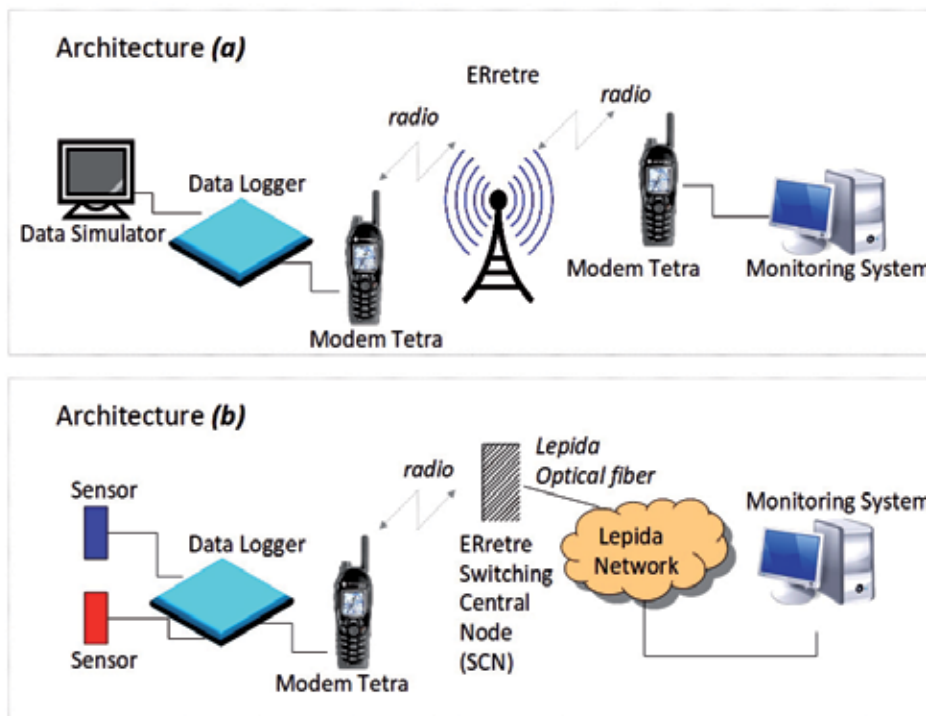 Architecture (a)
ERretre
radio
radio
Data Logger
Data Simulator
Modem Tetra
Modem Tetra
Monitoring System
Architecture (b)
Sensor
Data Logger
Sensor
Modem Tetra
radio
Lepida
Optical fiber
ERretre
Switching
Central
Node
(SCN)
Lepida
Network
Monitoring System